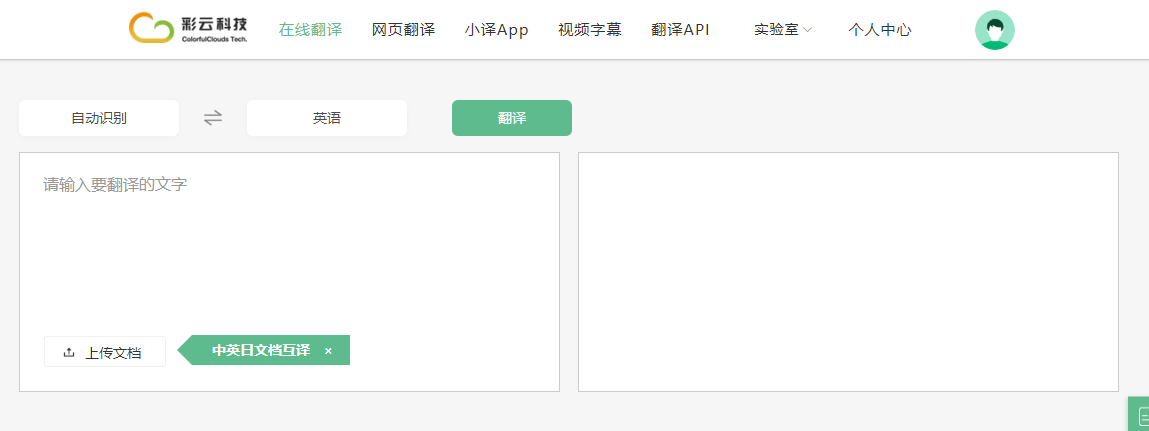 彩云科技
ColorfulClouds Tech.
在线翻译
网页翻译
小译App
视频字幕
翻译API
实验室
个人中心
自动识别
英语
翻译
请输入要翻译的文字
上传文档
中英日文档互译 ×